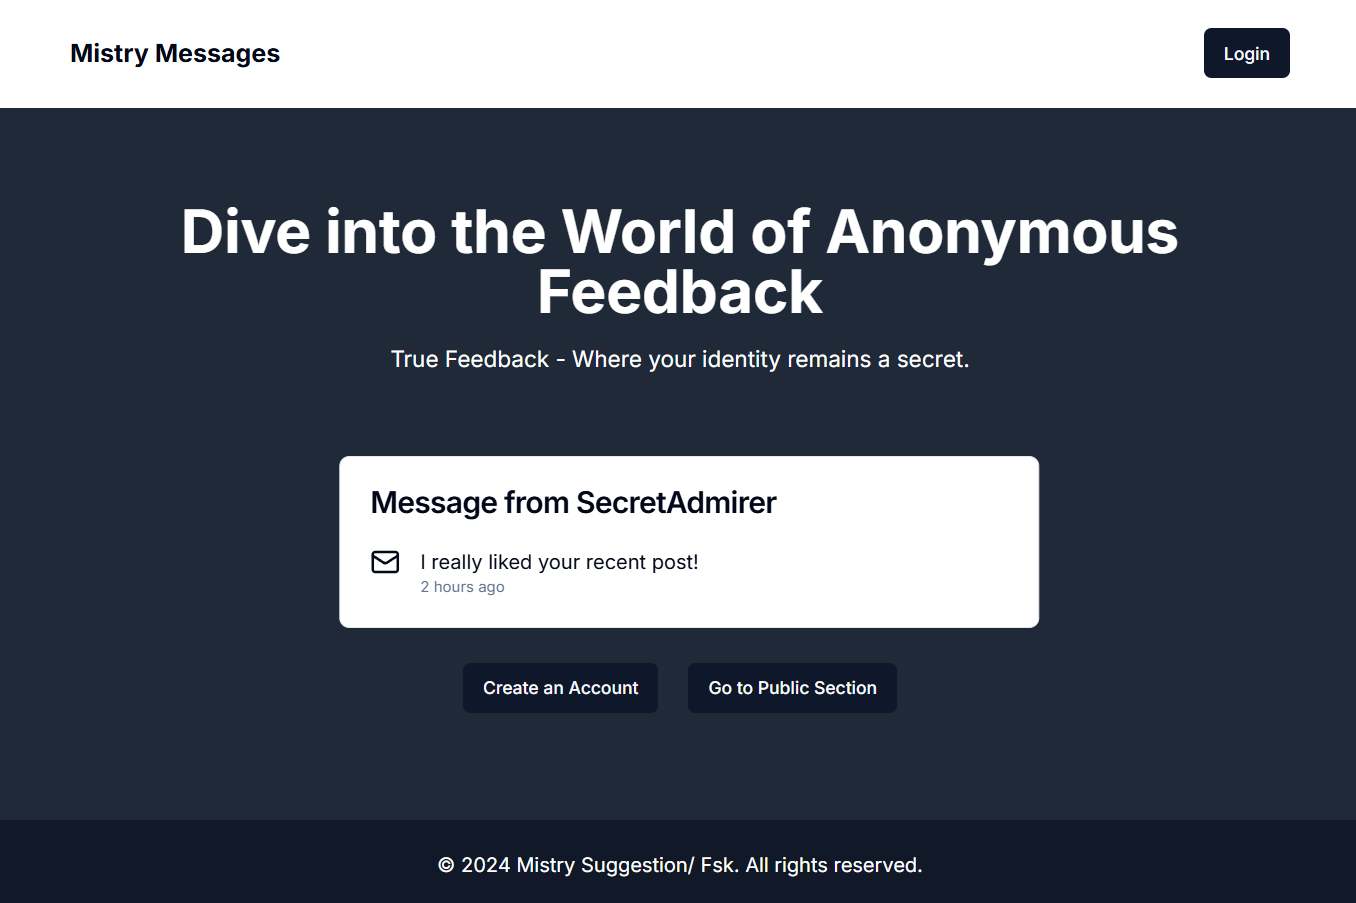 Mistry Messages
Login
Dive into the World of Anonymous
Feedback
True Feedback - Where your identity remains a secret.
Message from SecretAdmirer
I really liked your recent post!
2 hours ago
Create an Account
Go to Public Section
© 2024 Mistry Suggestion/ Fsk. All rights reserved.